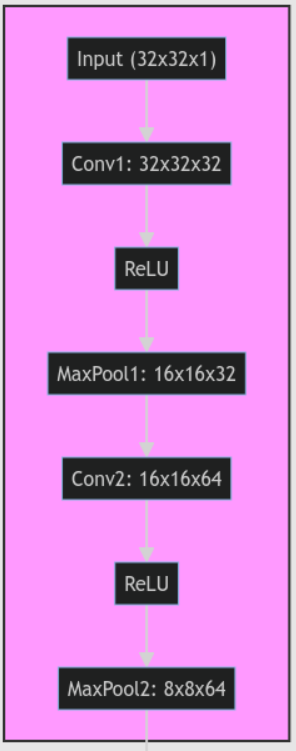 Input (32x32x1)
Conv1: 32x32x32
ReLU
MaxPool1: 16x16x32
Conv2: 16x16x64
ReLU
MaxPool2: 8x8x64